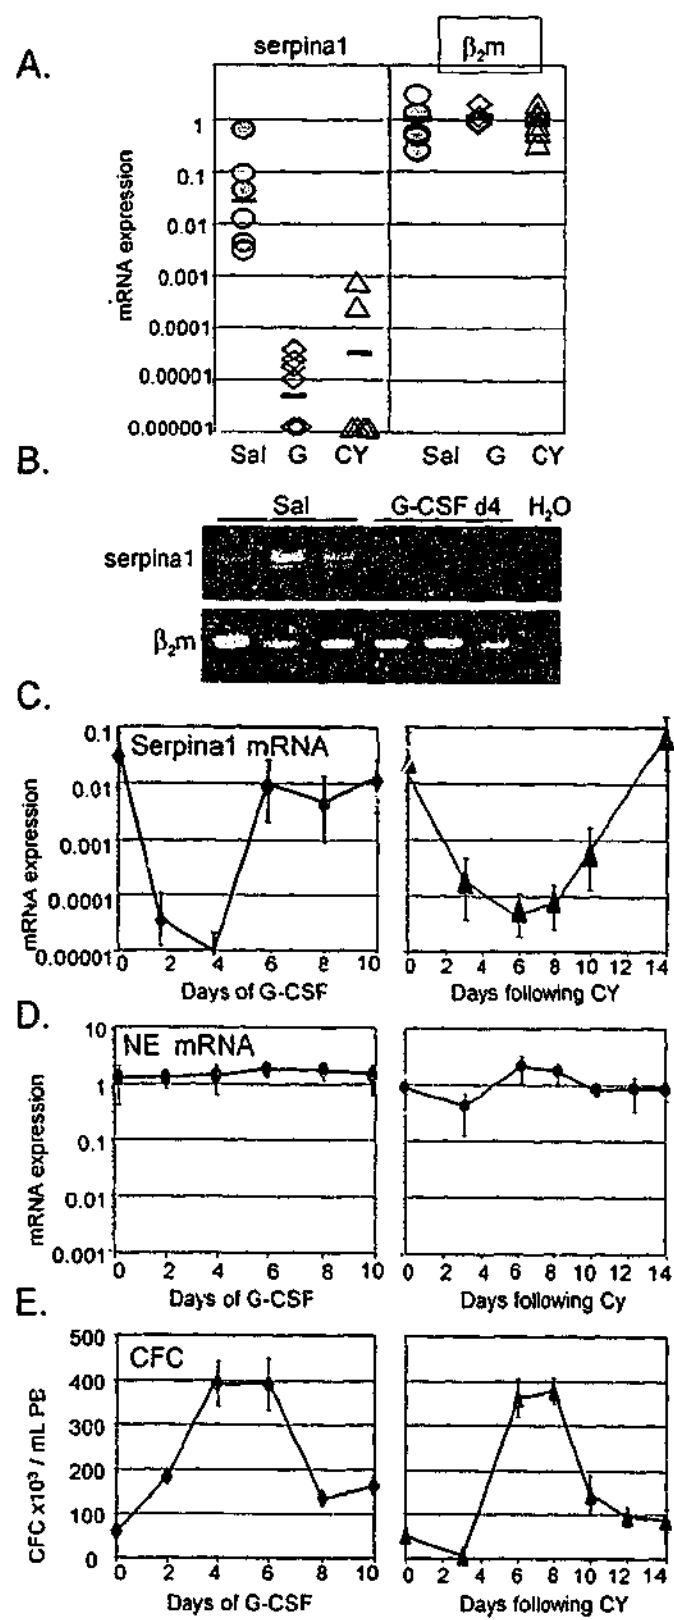 A.
serpina1 β₂m
mRNA expression
1
0.1
0.01
0.001
0.0001
0.00001
0.000001
Sal G CY Sal G CY
B.
Sal G-CSF d4 H₂O
serpina1
β₂m
C.
Serpina1 mRNA
mRNA expression
0.1
0.01
0.001
0.0001
0.00001
0 2 4 6 8 10
Days of G-CSF
0 2 4 6 8 10 12 14
Days following CY
D.
NE mRNA
mRNA expression
10
1
0.1
0.01
0.001
0 2 4 6 8 10
Days of G-CSF
0 2 4 6 8 10 12 14
Days following Cy
E.
CFC
CFC x10³ / mL PB
500
400
300
200
100
0
0 2 4 6 8 10
Days of G-CSF
0 2 4 6 8 10 12 14
Days following CY